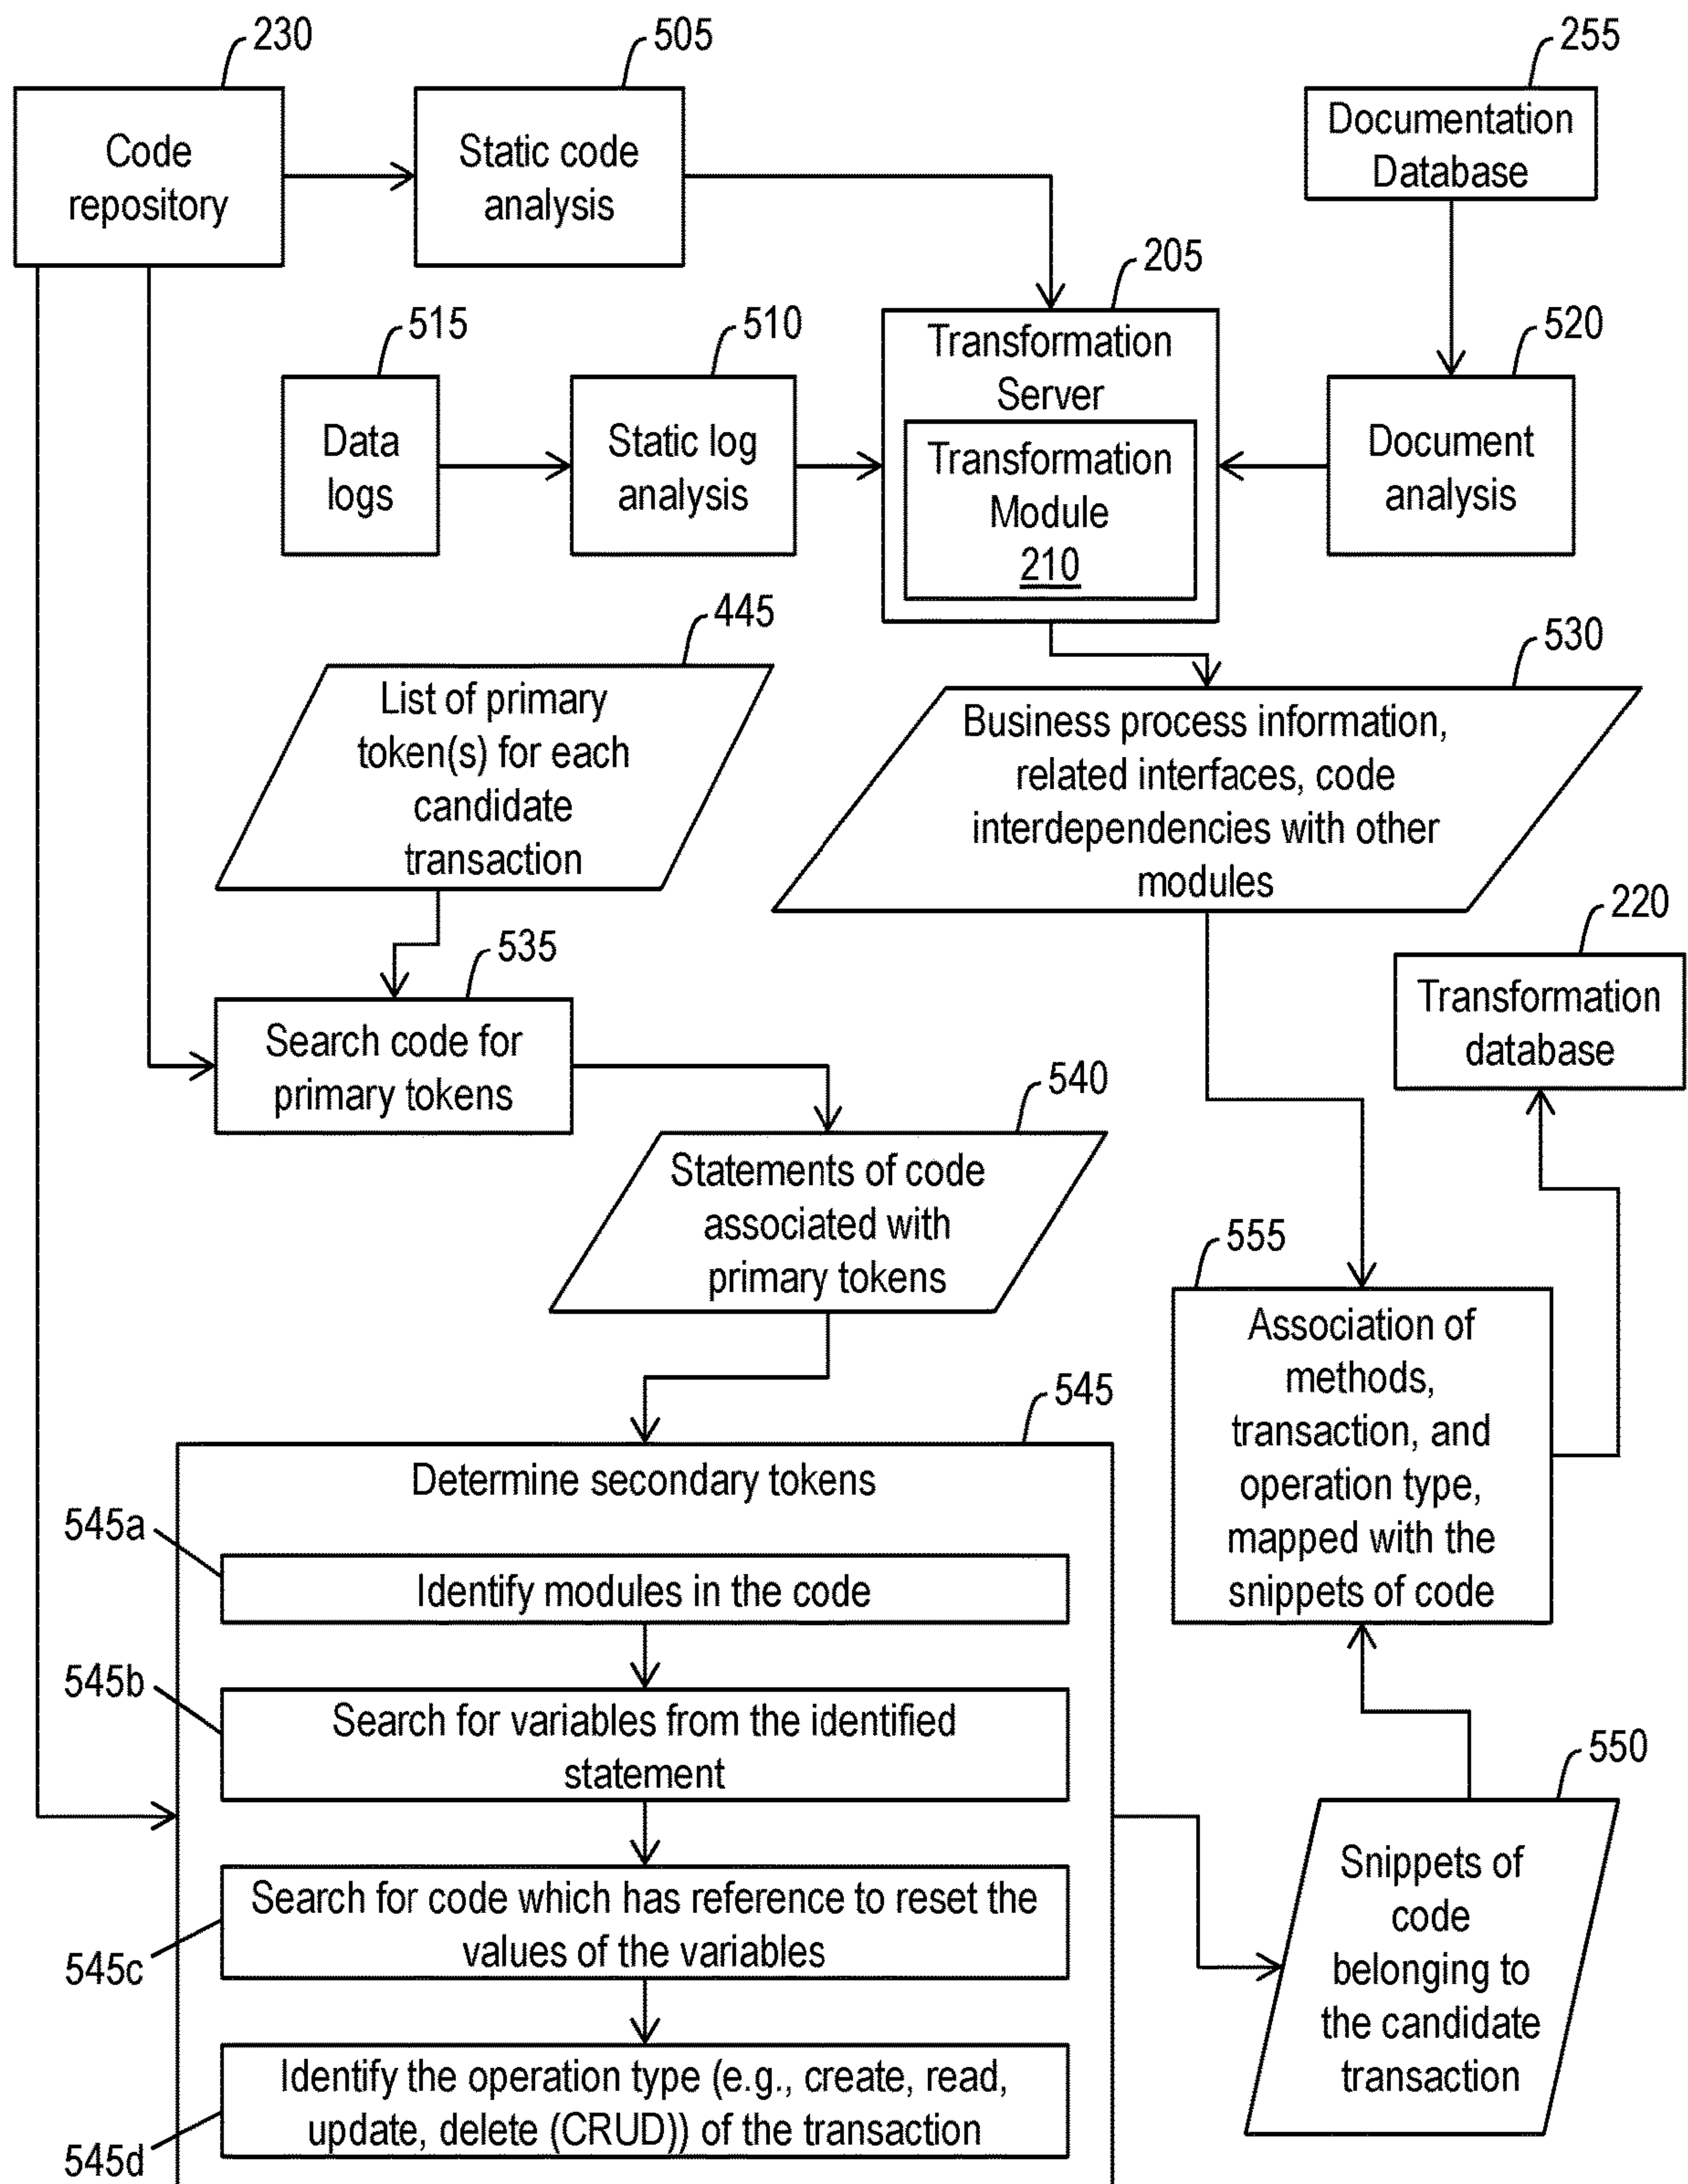 230
505
255
Code
repository
Static code
analysis
Documentation
Database
205
515
510
520
Data
logs
Static log
analysis
Transformation
Server
Transformation
Module
210
Document
analysis
445
530
List of primary
token(s) for each
candidate
transaction
Business process information,
related interfaces, code
interdependencies with other
modules
220
535
Transformation
database
Search code for
primary tokens
540
Statements of code
associated with
primary tokens
555
Association of
methods,
transaction, and
operation type,
mapped with the
snippets of code
545
Determine secondary tokens
545a
Identify modules in the code
545b
Search for variables from the identified
statement
550
Search for code which has reference to reset the
values of the variables
545c
Snippets of
code
belonging to
the candidate
transaction
Identify the operation type (e.g., create, read,
update, delete (CRUD)) of the transaction
545d